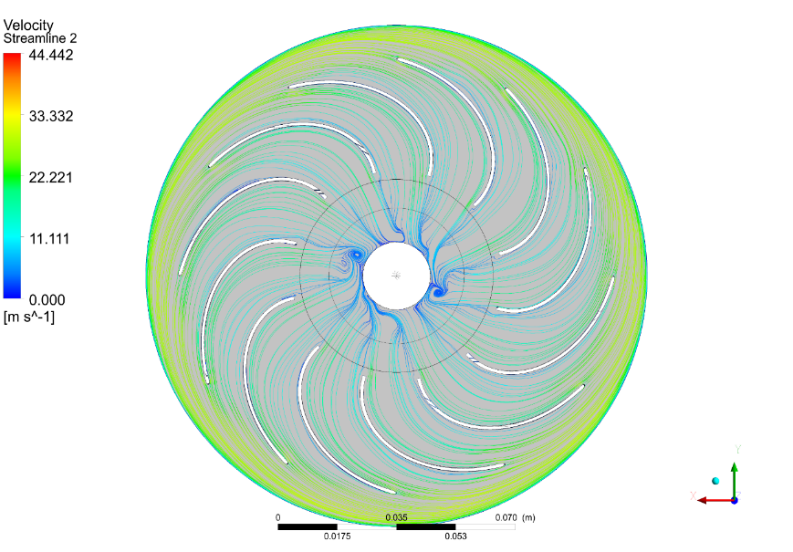 Velocity
Streamline 2
44.442
33.332
22.221
11.111
0.000
[m s^-1]
0 0.035 0.070 (m)
0.0175 0.053
Y
X